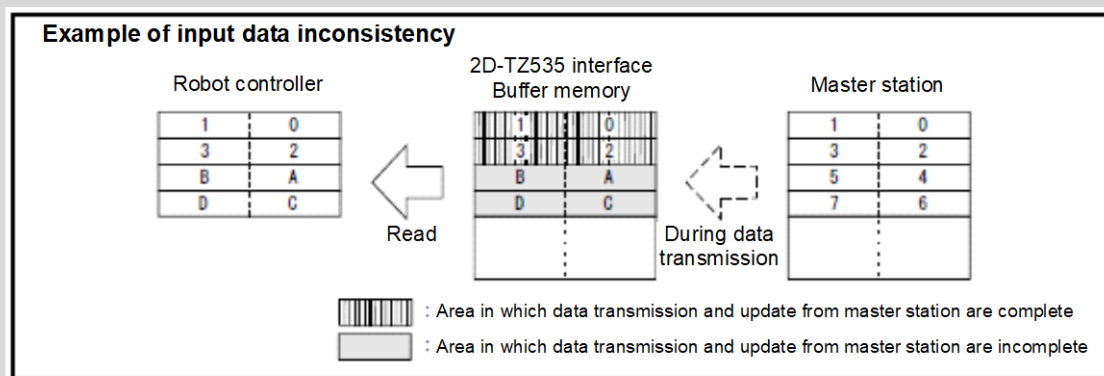 Example of input data inconsistency
Robot controller
2D-TZ535 interface
Buffer memory
Master station
1 0
3 2
B A
D C
1 0
3 2
B A
D C
1 0
3 2
5 4
7 6
Read
During data
transmission
: Area in which data transmission and update from master station are complete
: Area in which data transmission and update from master station are incomplete